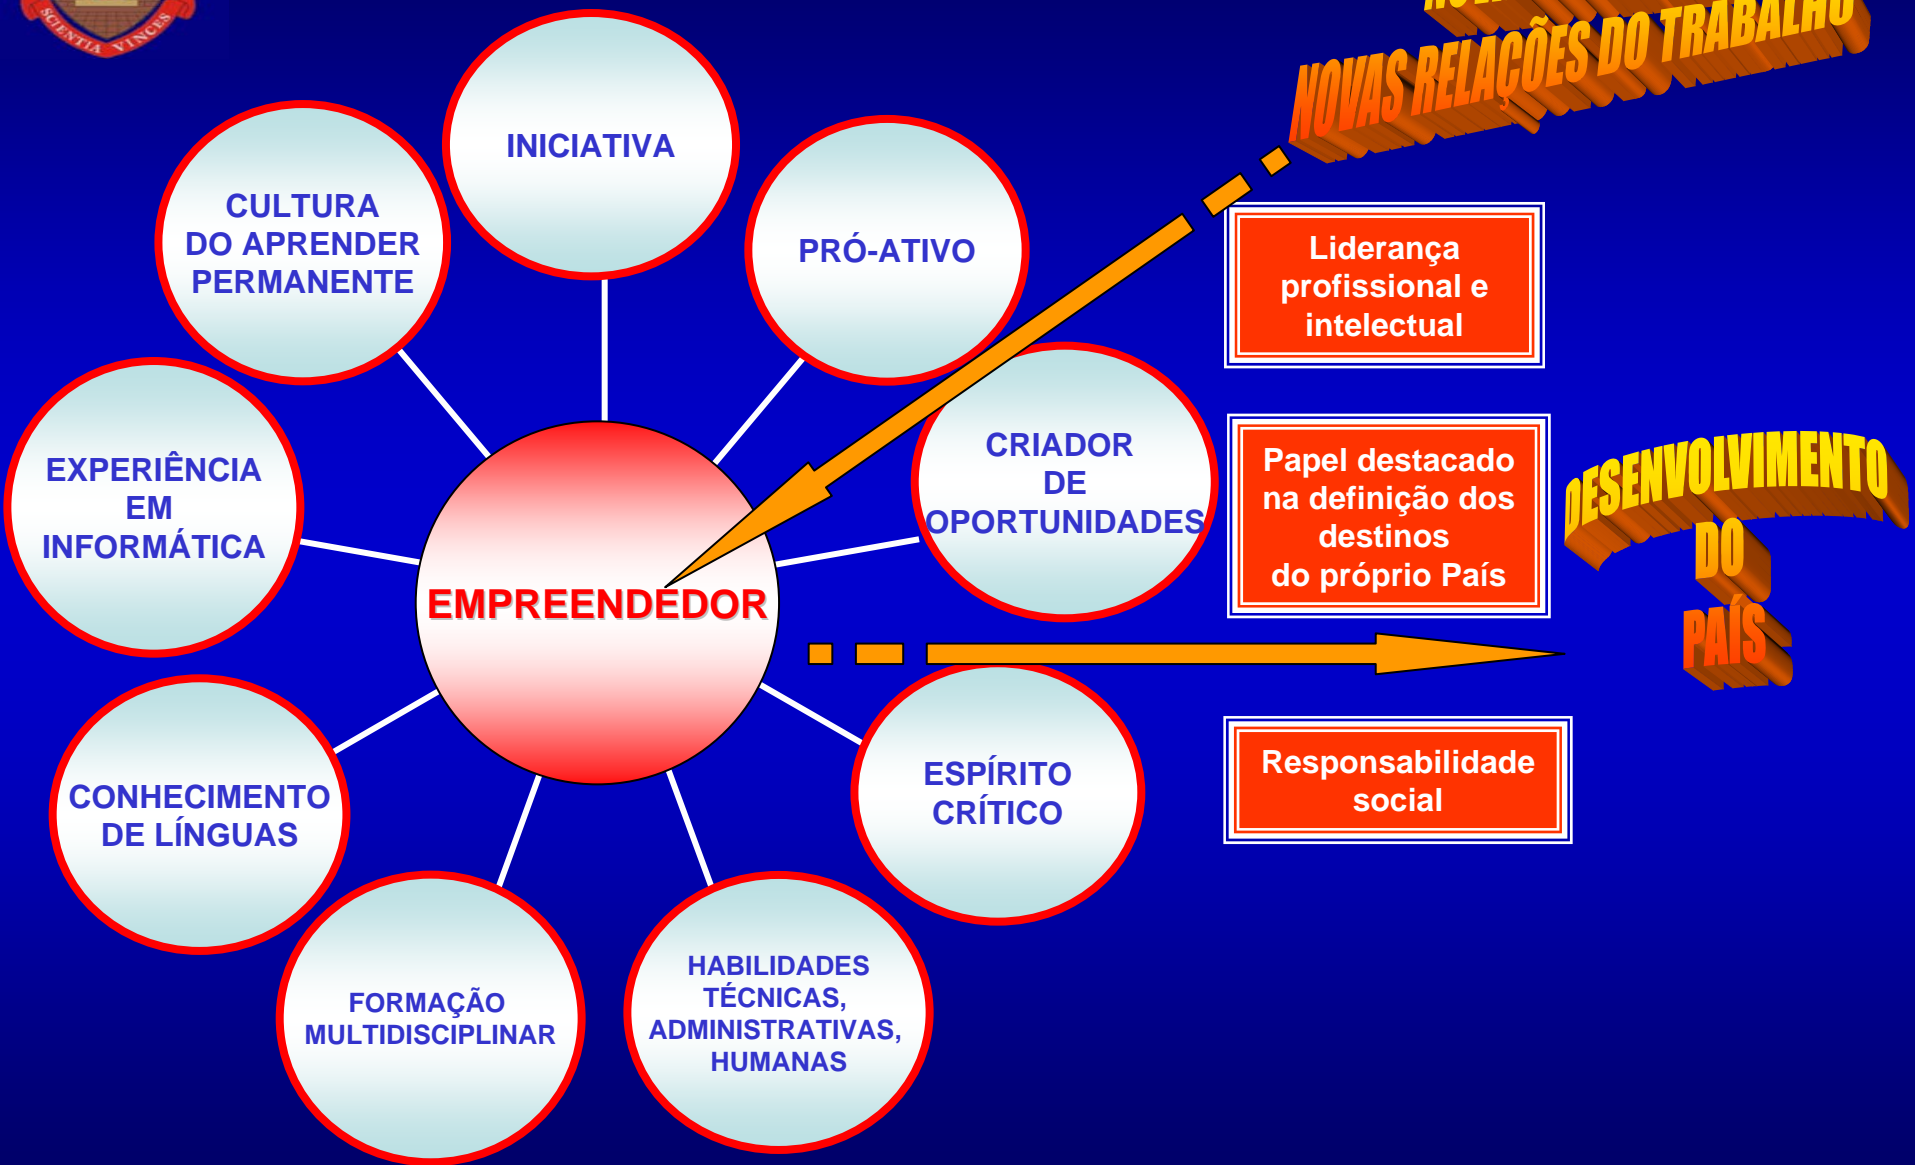 SCIENTIA VINCES
NOVAS RELAÇÕES DO TRABALHO
INICIATIVA
CULTURA
DO APRENDER
PERMANENTE
PRÓ-ATIVO
Liderança
profissional e
intelectual
EXPERIÊNCIA
EM
INFORMÁTICA
CRIADOR
DE
OPORTUNIDADES
Papel destacado
na definição dos
destinos
do próprio País
DESENVOLVIMENTO
DO
PAÍS
EMPREENDEDOR
CONHECIMENTO
DE LÍNGUAS
ESPÍRITO
CRÍTICO
Responsabilidade
social
FORMAÇÃO
MULTIDISCIPLINAR
HABILIDADES
TÉCNICAS,
ADMINISTRATIVAS,
HUMANAS